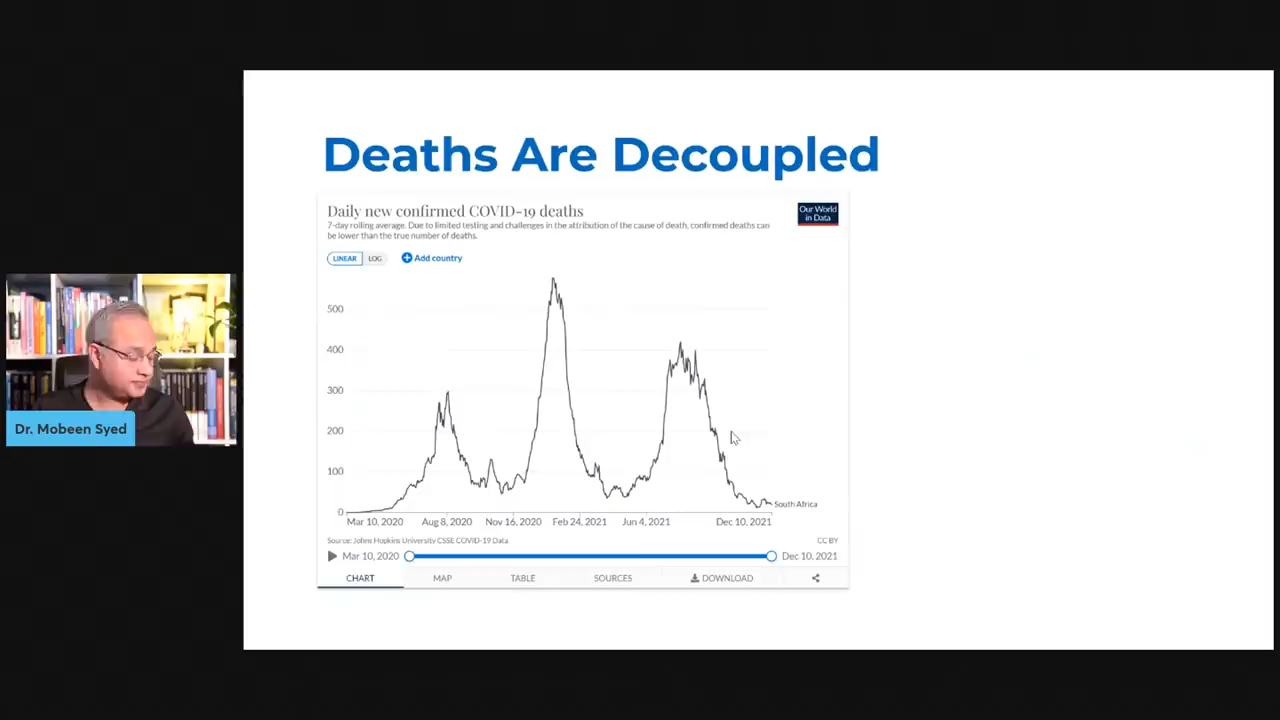 Deaths Are Decoupled
Daily new confirmed COVID-19 deaths
Our World
in Data
7-day rolling average. Due to limited testing and challenges in the attribution of the cause of death, confirmed deaths can
be lower than the true number of deaths.
LINEAR LOG Add country
500
400
300
200
100
0
South Africa
Mar 10, 2020 Aug 8, 2020 Nov 16, 2020 Feb 24, 2021 Jun 4, 2021 Dec 10, 2021
Source: Johns Hopkins University CSSE COVID-19 Data CC BY
Mar 10, 2020 Dec 10, 2021
CHART MAP TABLE SOURCES DOWNLOAD
Dr. Mobeen Syed